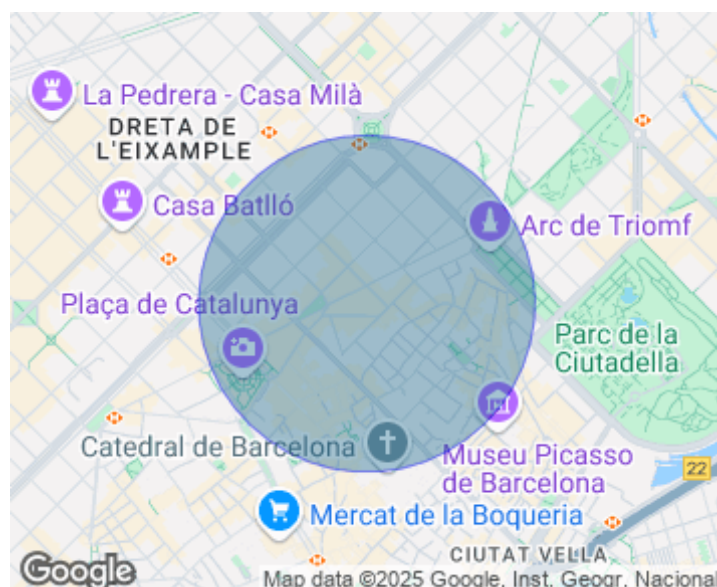 La Pedrera - Casa Milà
DRETA DE
L'EIXAMPLE
Casa Batlló
Arc de Triomf
Plaça de Catalunya
Parc de la
Ciutadella
Catedral de Barcelona
Museu Picasso
de Barcelona
22
Mercat de la Boqueria
CIUTAT VELLA
Google
Map data ©2025 Google, Inst. Geogr. Nacional